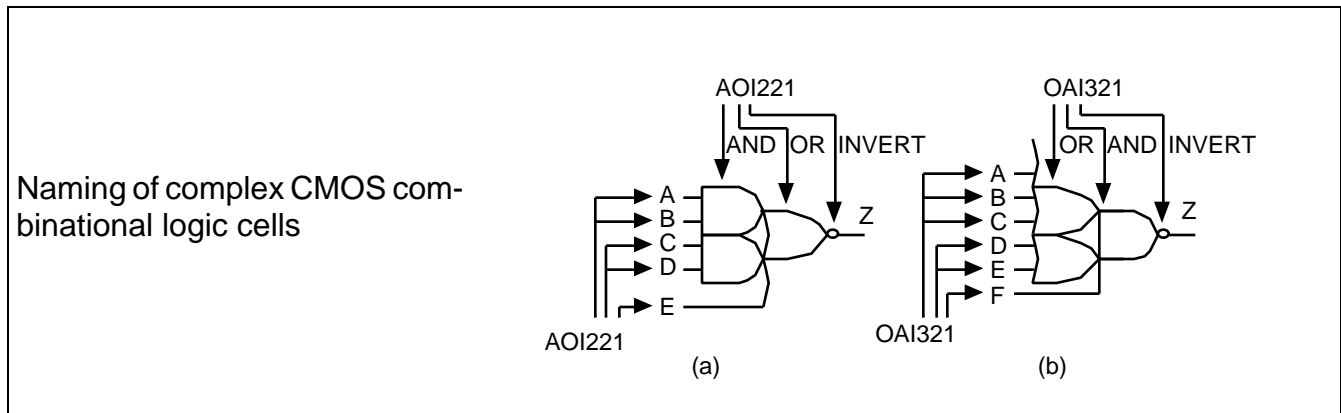 Naming of complex CMOS com-
binational logic cells
AOI221
AND OR INVERT
A
B
C
D
E
Z
AOI221
(a)
OAI321
OR AND INVERT
A
B
C
D
E
F
Z
OAI321
(b)